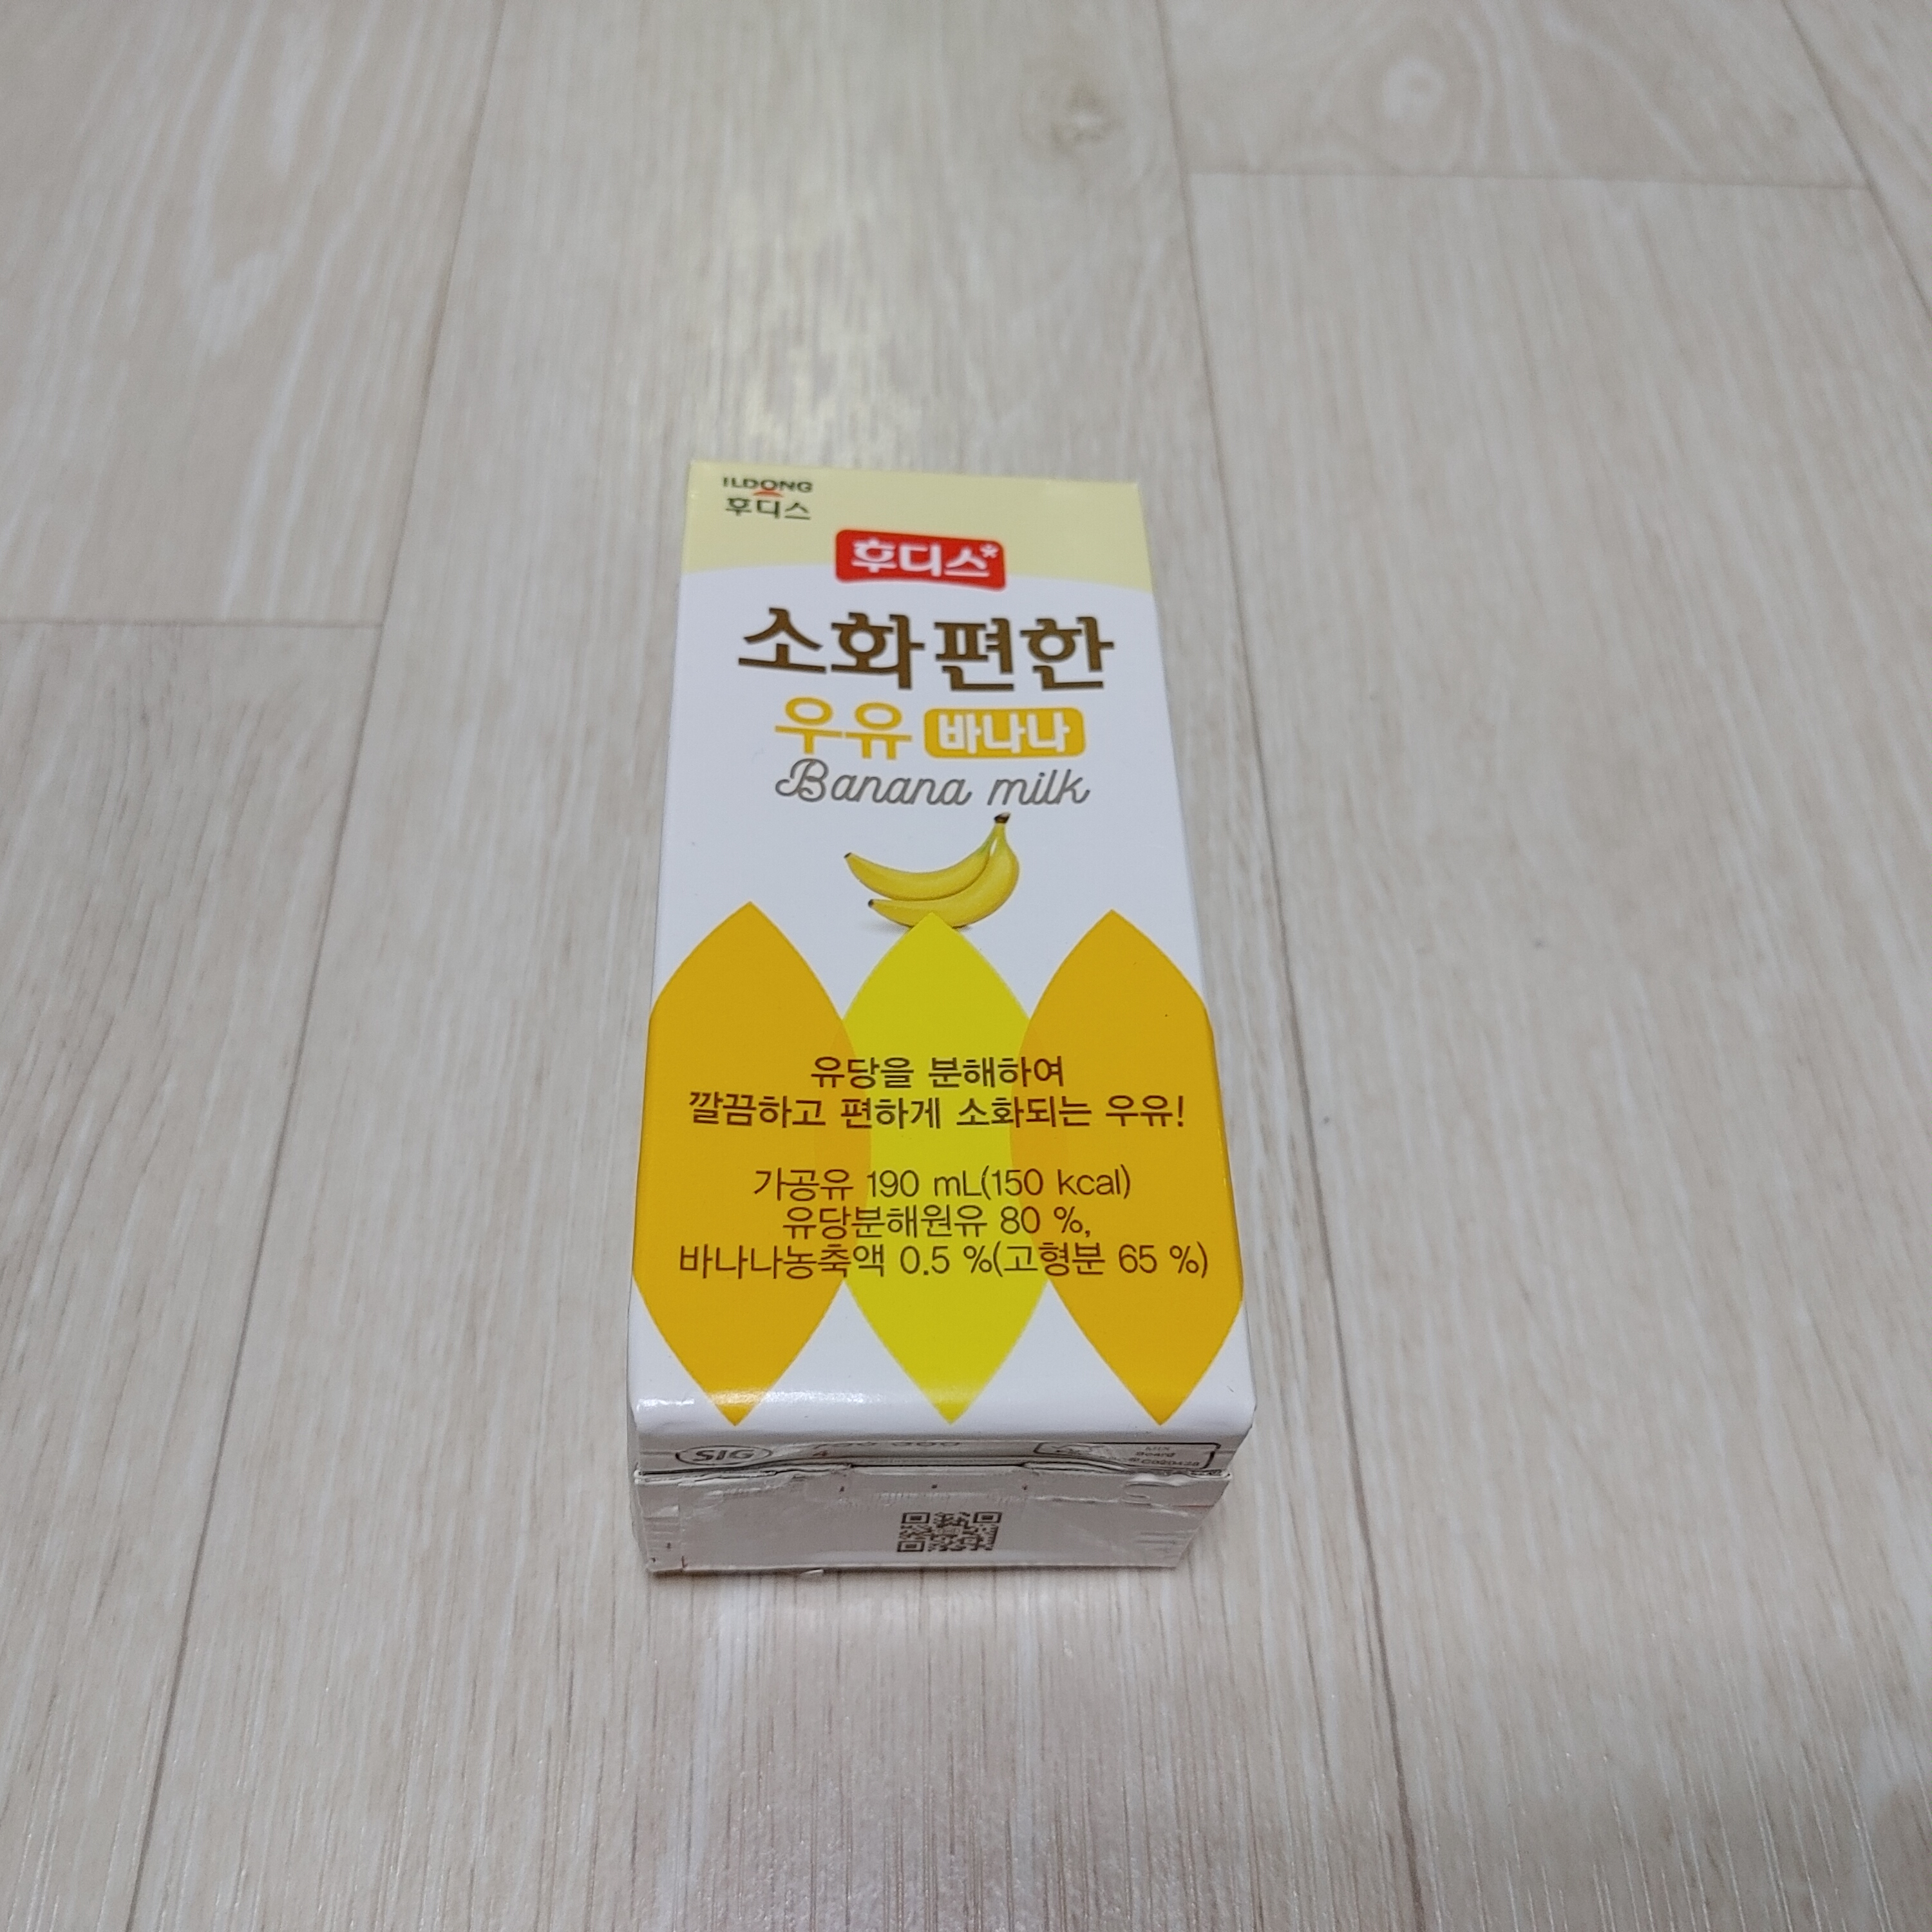 ILDONG
후디스
후디스*
소화 편한
우유 바나나
Banana milk
유당을 분해하여
깔끔하고 편하게 소화되는 우유!
가공유 190 mL(150 kcal)
유당분해원유 80 %,
바나나농축액 0.5 %(고형분 65 %)
SIG
Board